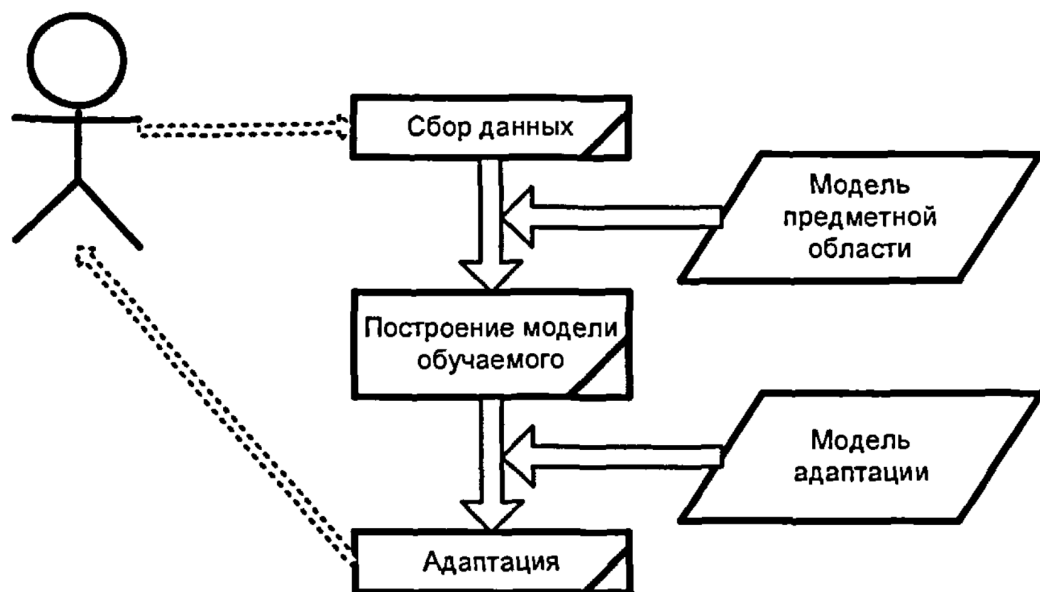 Сбор данных
Модель
предметной
области
Построение модели
обучаемого
Модель
адаптации
Адаптация